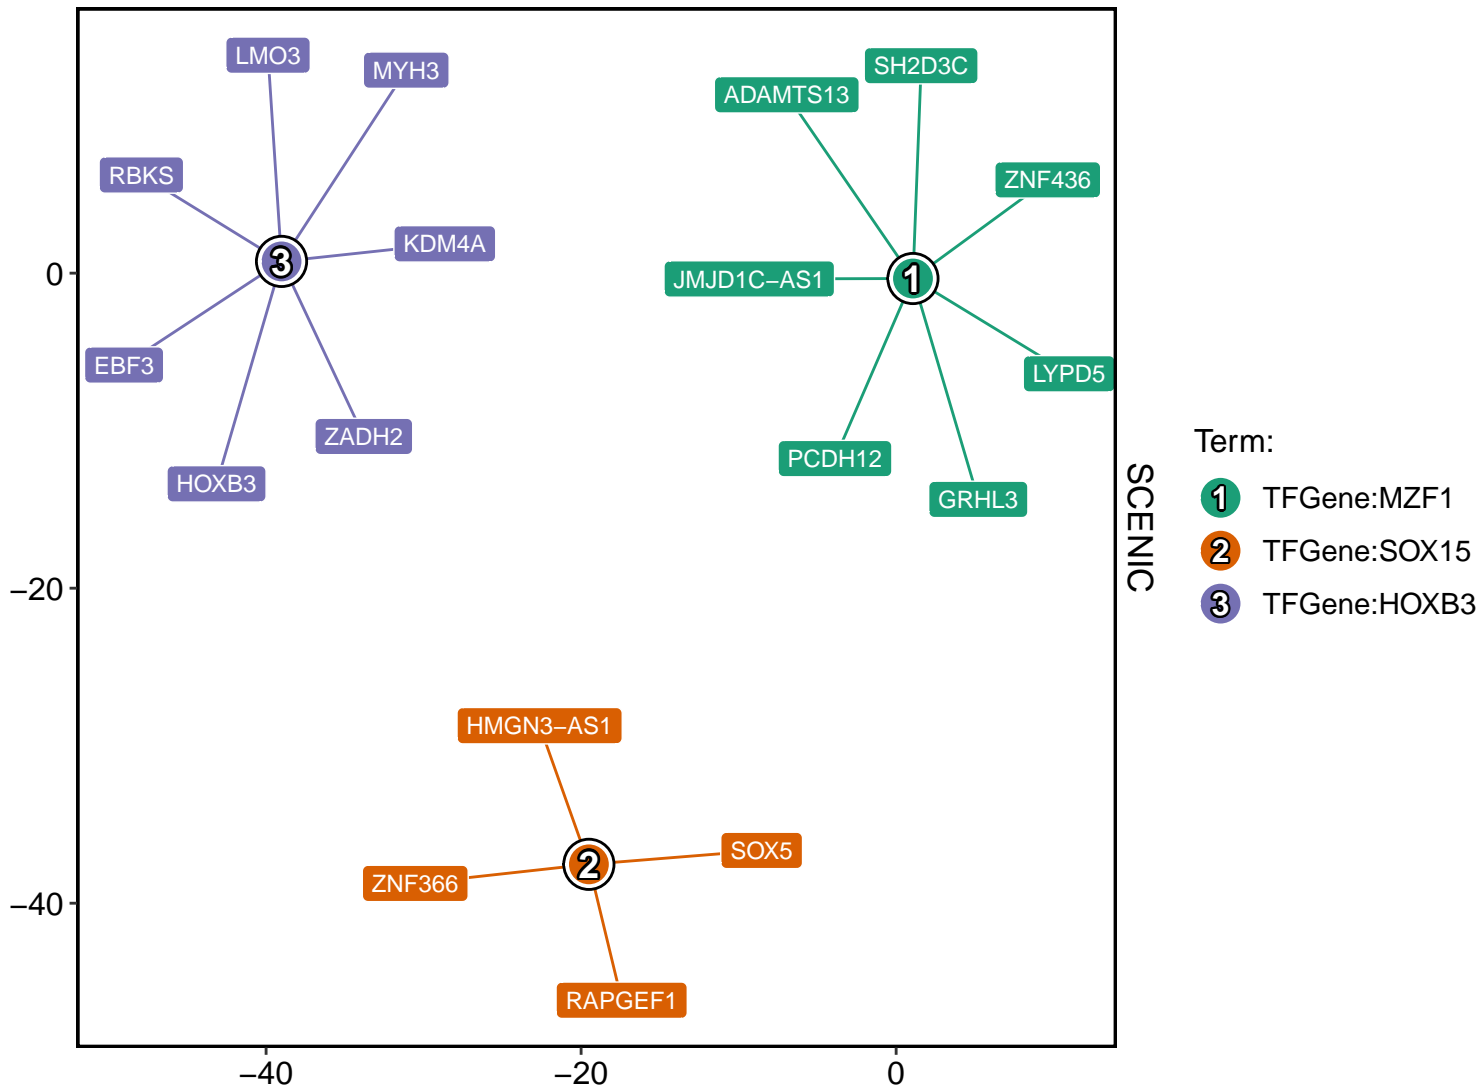 LMO3
MYH3
RBKS
KDM4A
3
EBF3
ZADH2
HOXB3
SH2D3C
ADAMTS13
ZNF436
JMJD1C−AS1
1
LYPD5
PCDH12
GRHL3
HMGN3−AS1
SOX5
2
ZNF366
RAPGEF1
0
−20
−40
−40
−20
0
SCENIC
Term:
1 TFGene:MZF1
2 TFGene:SOX15
3 TFGene:HOXB3